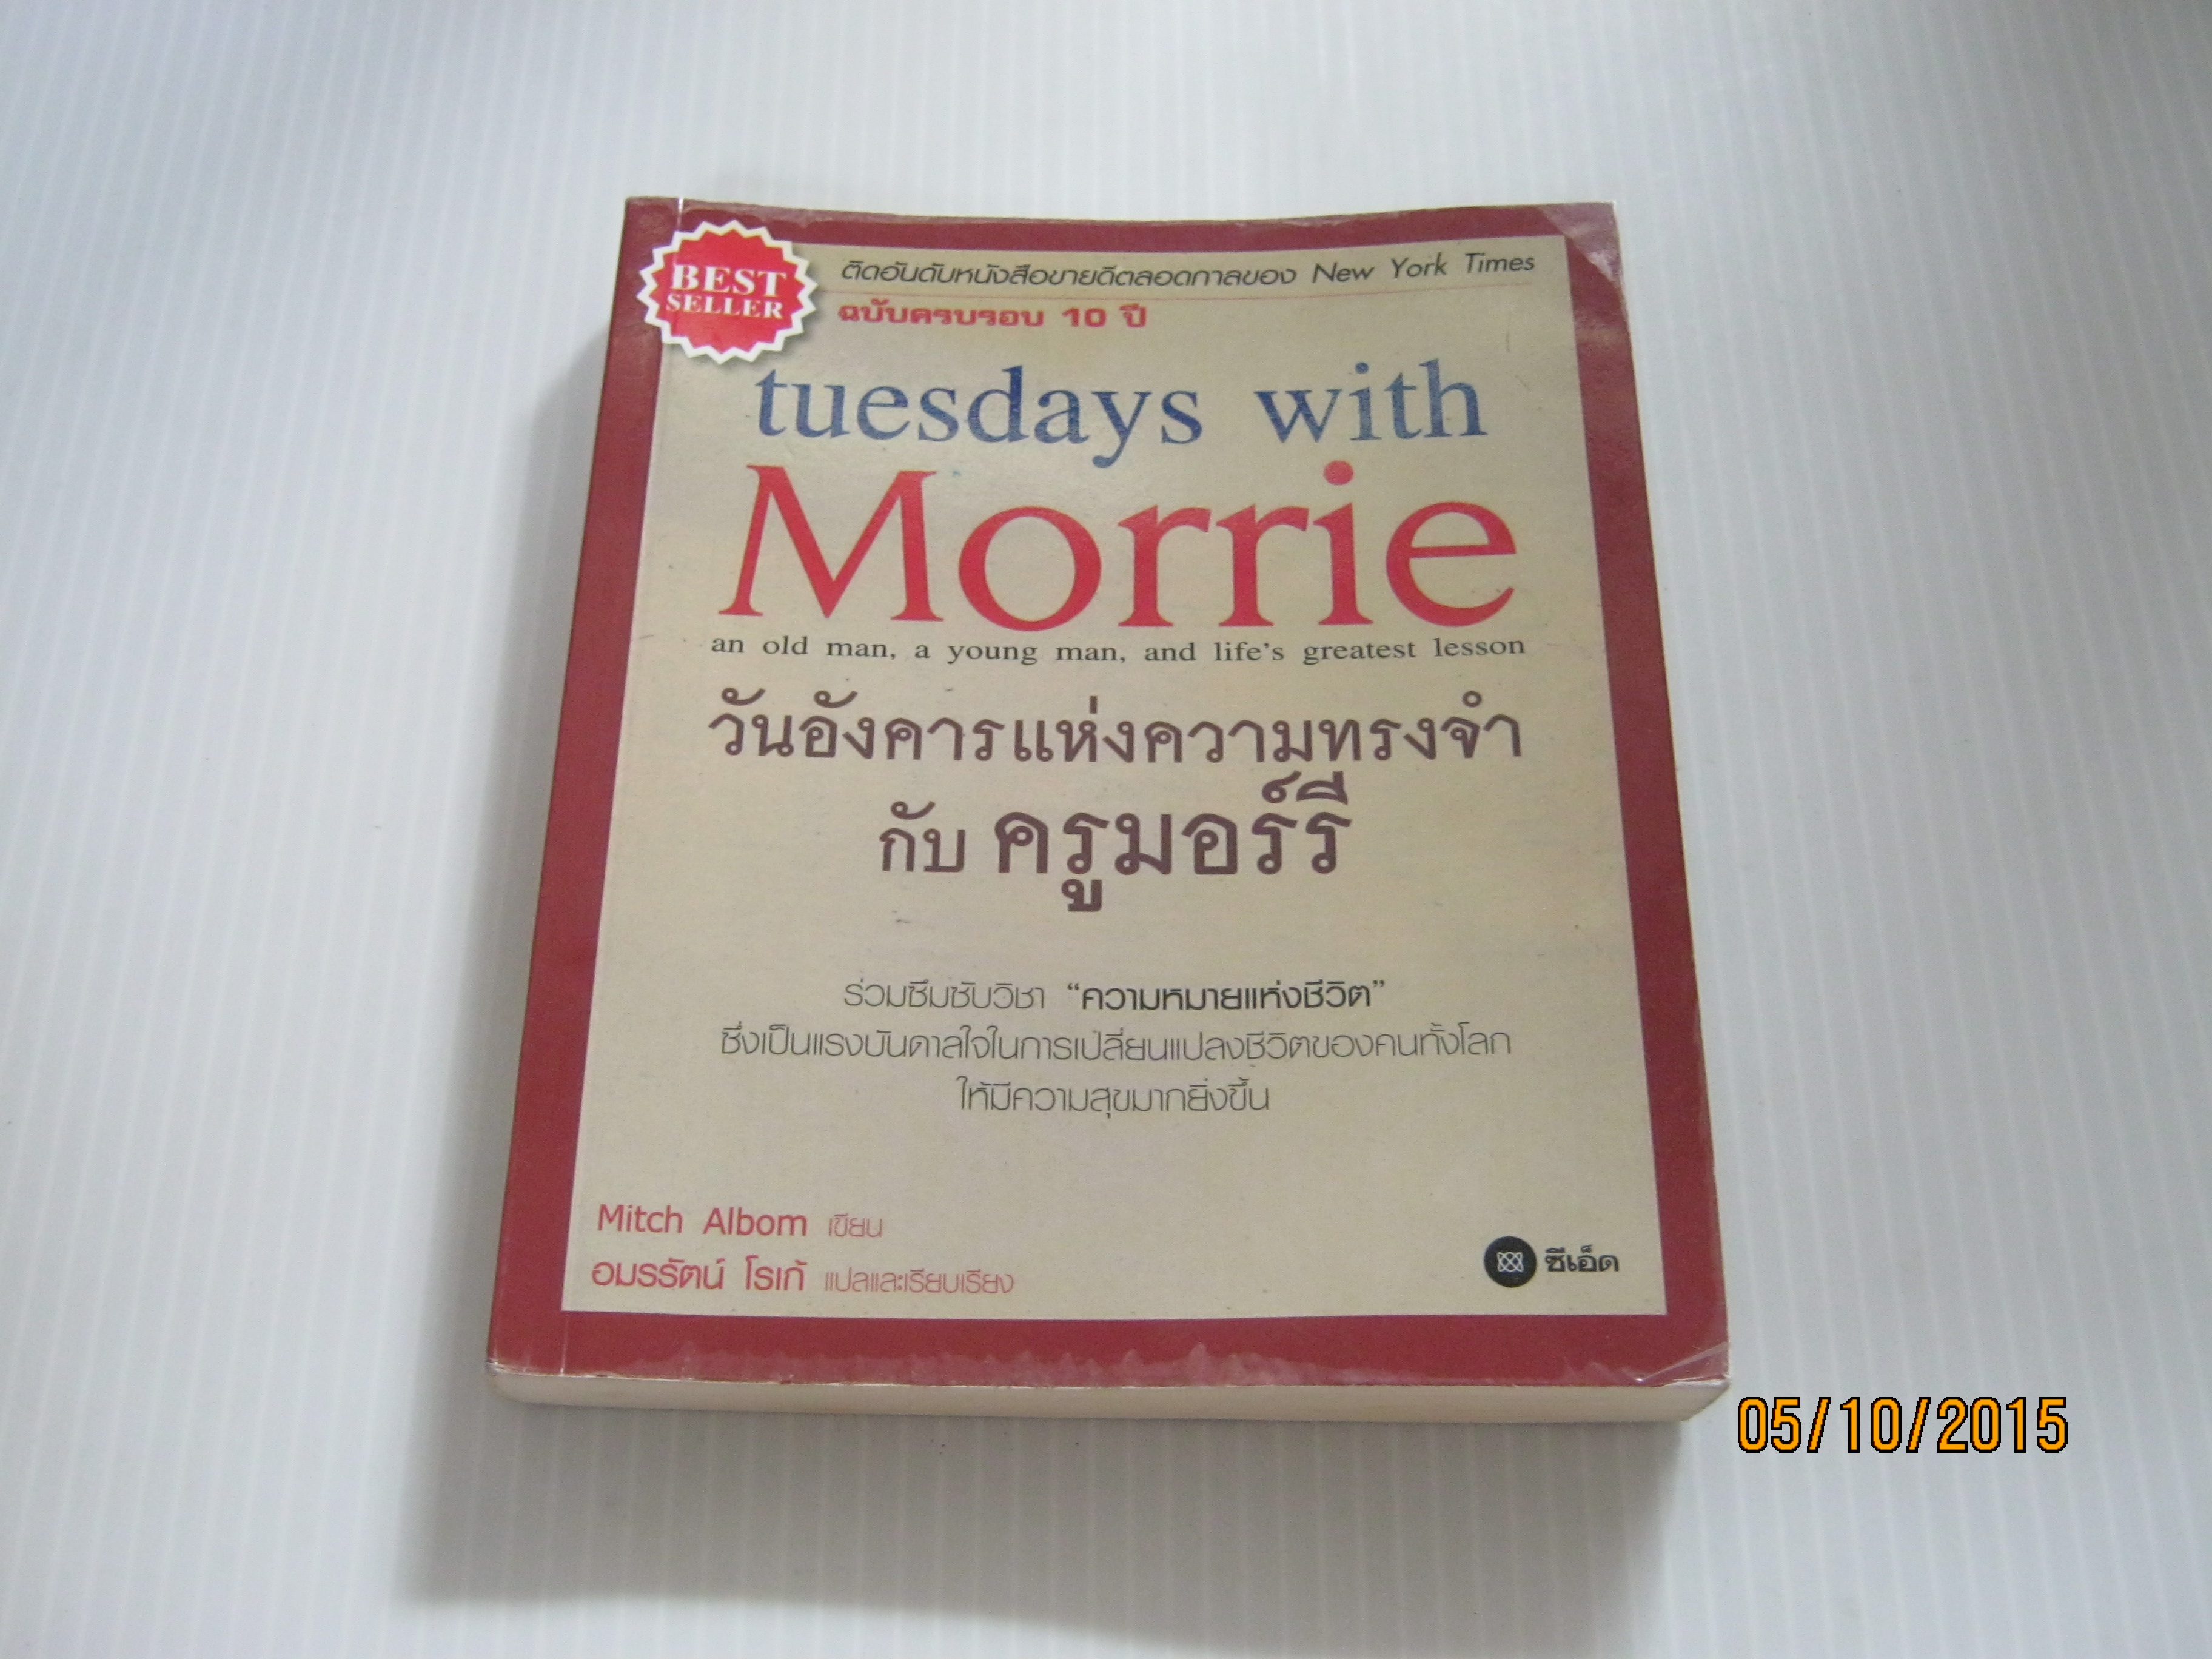 BEST
SELLER
ติดอันดับหนังสือขายดีตลอดกาลของ New York Times
ฉบับครบรอบ 10 ปี
tuesdays with
Morrie
an old man, a young man, and life's greatest lesson
วันอังคารแห่งความทรงจำ
กับ ครูมอร์รี
ร่วมซึมซับวิชา “ความหมายแห่งชีวิต”
ซึ่งเป็นแรงบันดาลใจในการเปลี่ยนแปลงชีวิตของคนทั้งโลก
ให้มีความสุขมากยิ่งขึ้น
Mitch Albom เขียน
อมรรัตน์ โรเก้ แปลและเรียบเรียง
ซีเอ็ด
05/10/2015